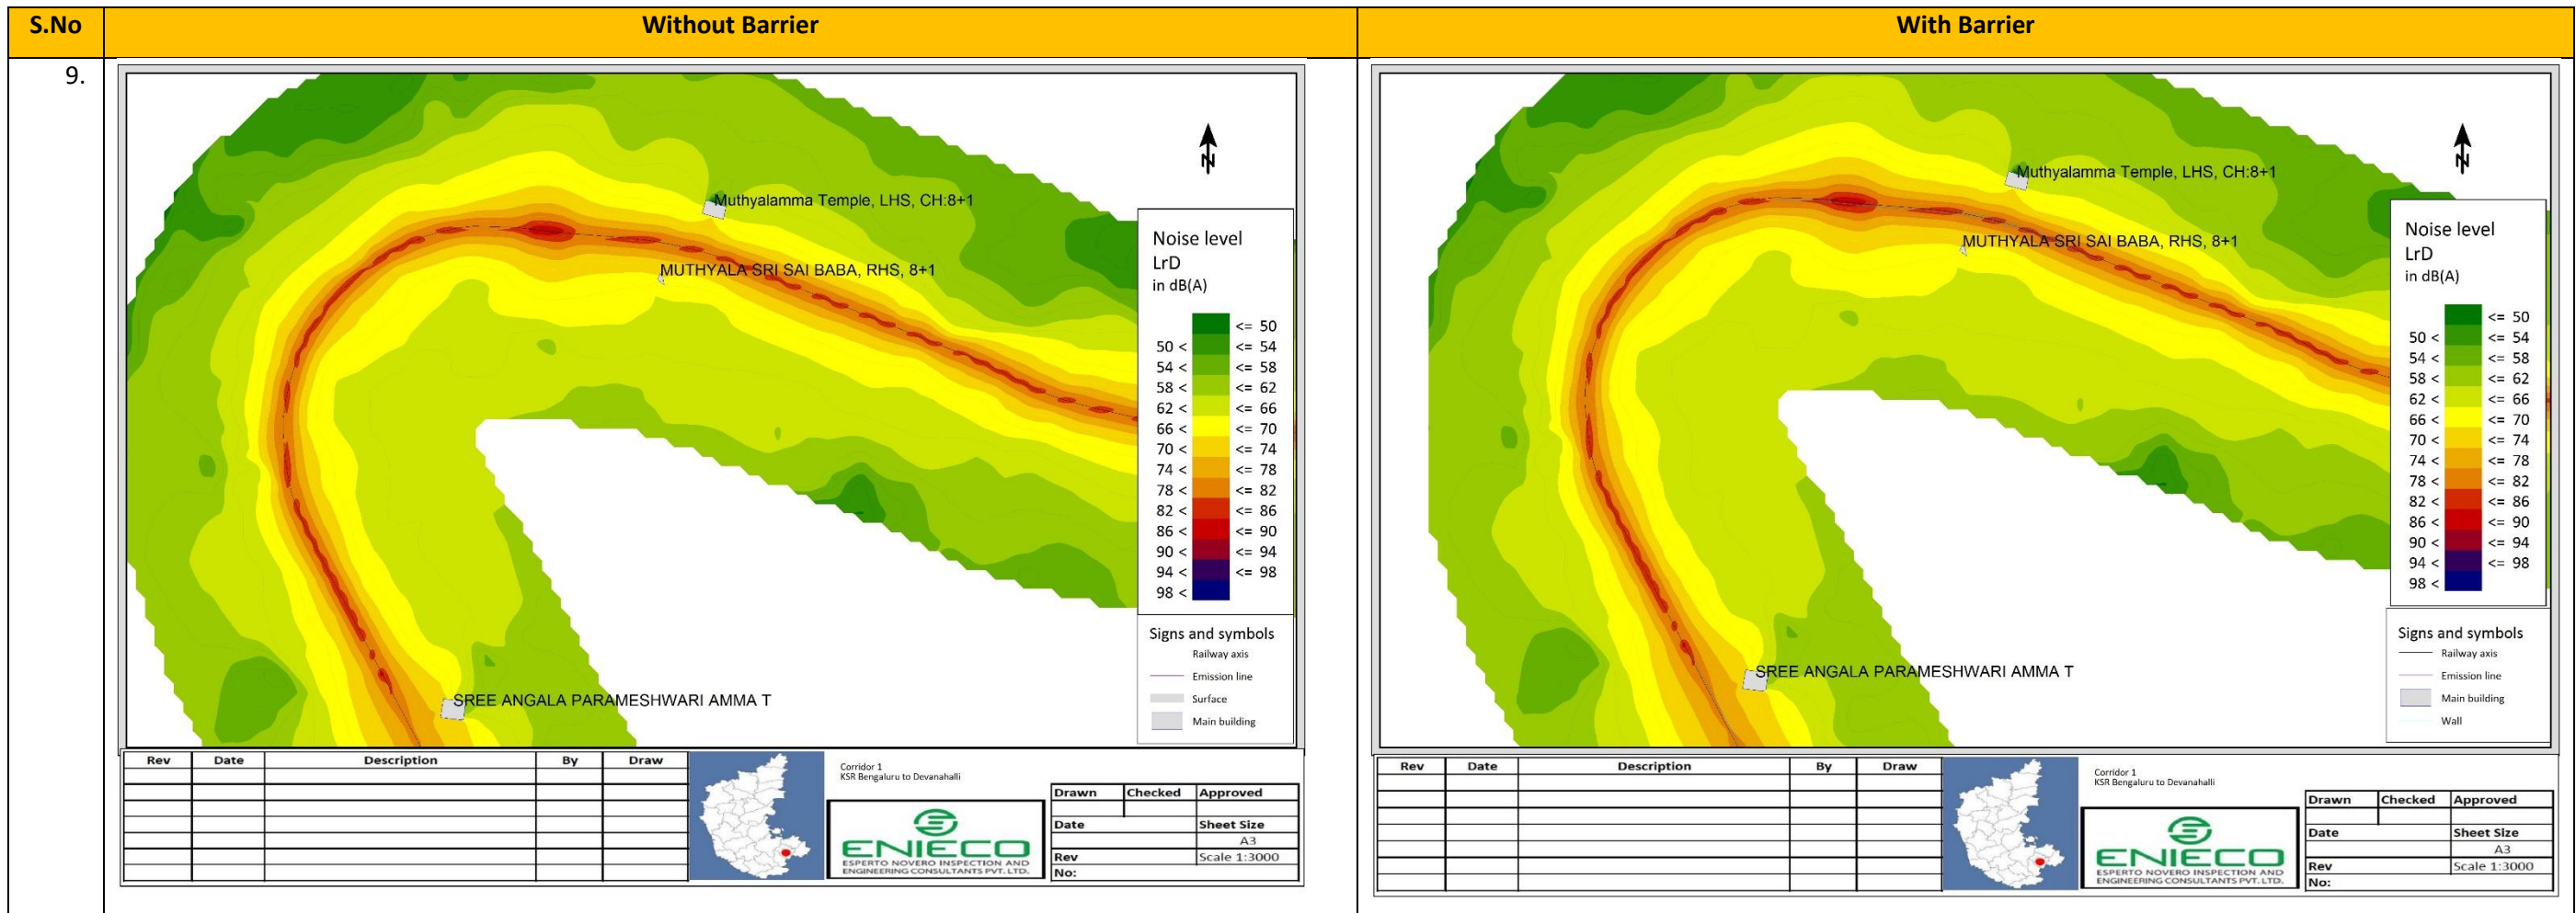 S.No Without Barrier With Barrier
9.
Muthyalamma Temple, LHS, CH:8+1
MUTHYALA SRI SAI BABA, RHS, 8+1
SREE ANGALA PARAMESHWARI AMMA T
N
Noise level
LrD
in dB(A)
<= 50
50 < <= 54
54 < <= 58
58 < <= 62
62 < <= 66
66 < <= 70
70 < <= 74
74 < <= 78
78 < <= 82
82 < <= 86
86 < <= 90
90 < <= 94
94 < <= 98
98 <
Signs and symbols
Railway axis
Emission line
Surface
Main building
Rev Date Description By Draw
Corridor 1
KSR Bengaluru to Devanahalli
ENIECO
ESPERTO NOVERO INSPECTION AND
ENGINEERING CONSULTANTS PVT. LTD.
Drawn Checked Approved
Date Sheet Size
A3
Rev Scale 1:3000
No:
Muthyalamma Temple, LHS, CH:8+1
MUTHYALA SRI SAI BABA, RHS, 8+1
SREE ANGALA PARAMESHWARI AMMA T
N
Noise level
LrD
in dB(A)
<= 50
50 < <= 54
54 < <= 58
58 < <= 62
62 < <= 66
66 < <= 70
70 < <= 74
74 < <= 78
78 < <= 82
82 < <= 86
86 < <= 90
90 < <= 94
94 < <= 98
98 <
Signs and symbols
Railway axis
Emission line
Main building
Wall
Rev Date Description By Draw
Corridor 1
KSR Bengaluru to Devanahalli
ENIECO
ESPERTO NOVERO INSPECTION AND
ENGINEERING CONSULTANTS PVT. LTD.
Drawn Checked Approved
Date Sheet Size
A3
Rev Scale 1:3000
No: